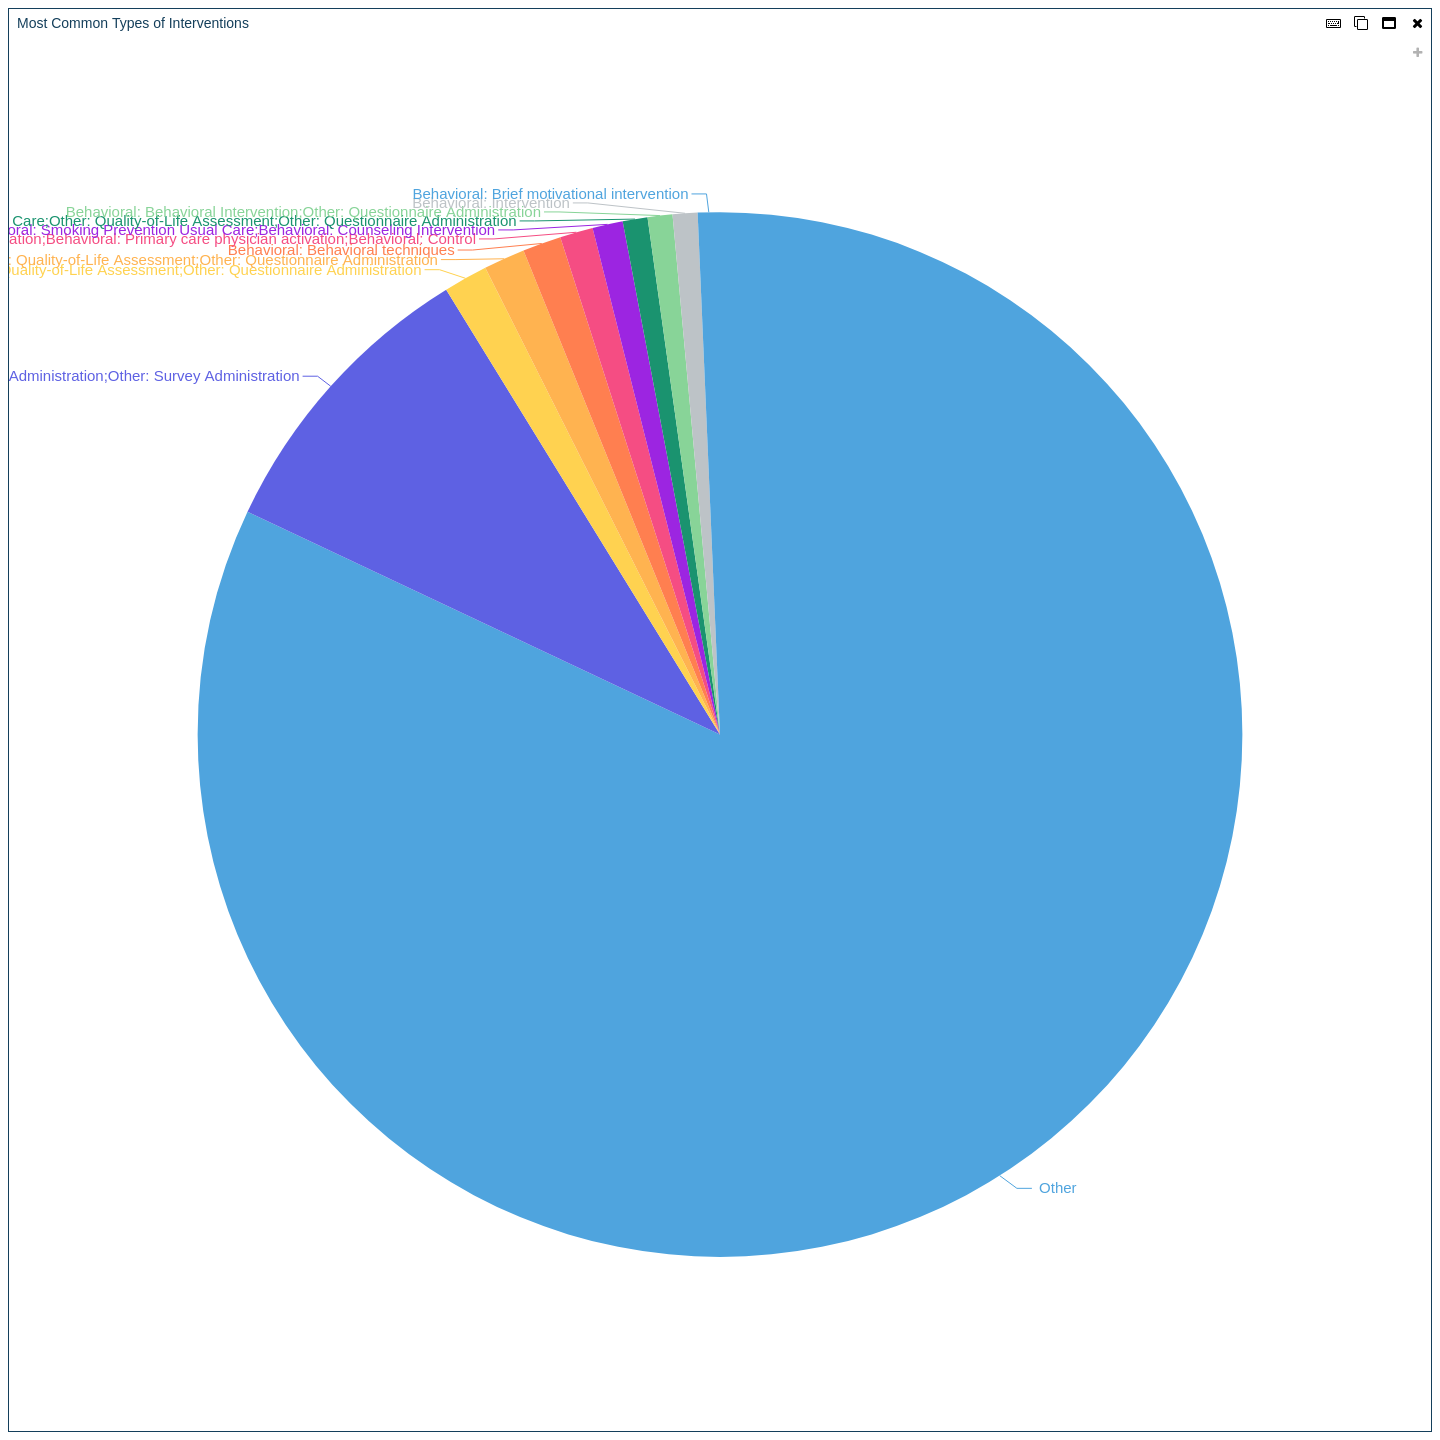 Most Common Types of Interventions
Behavioral: Brief motivational intervention
Behavioral: Intervention
Behavioral: Behavioral Intervention;Other: Questionnaire Administration
Care;Other: Quality-of-Life Assessment;Other: Questionnaire Administration
oral: Smoking Prevention Usual Care;Behavioral: Counseling Intervention
ation;Behavioral: Primary care physician activation;Behavioral: Control
Behavioral: Behavioral techniques
: Quality-of-Life Assessment;Other: Questionnaire Administration
Quality-of-Life Assessment;Other: Questionnaire Administration
Administration;Other: Survey Administration
Other